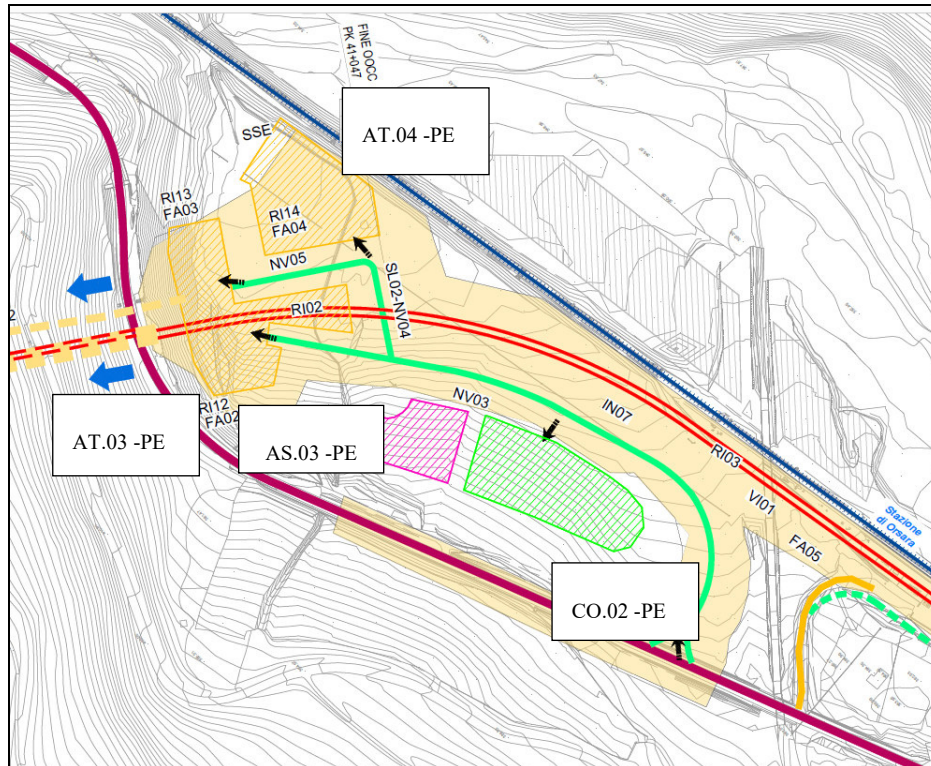 FINE OOCC
PK 41+047
AT.04 -PE
SSE
RI13
FA03
RI14
FA04
NV05
SL02-NV04
RI02
2
NV03
IN07
RI12
FA02
AT.03 -PE
AS.03 -PE
RI03
VI01
Stazione
di Orsara
FA05
CO.02 -PE